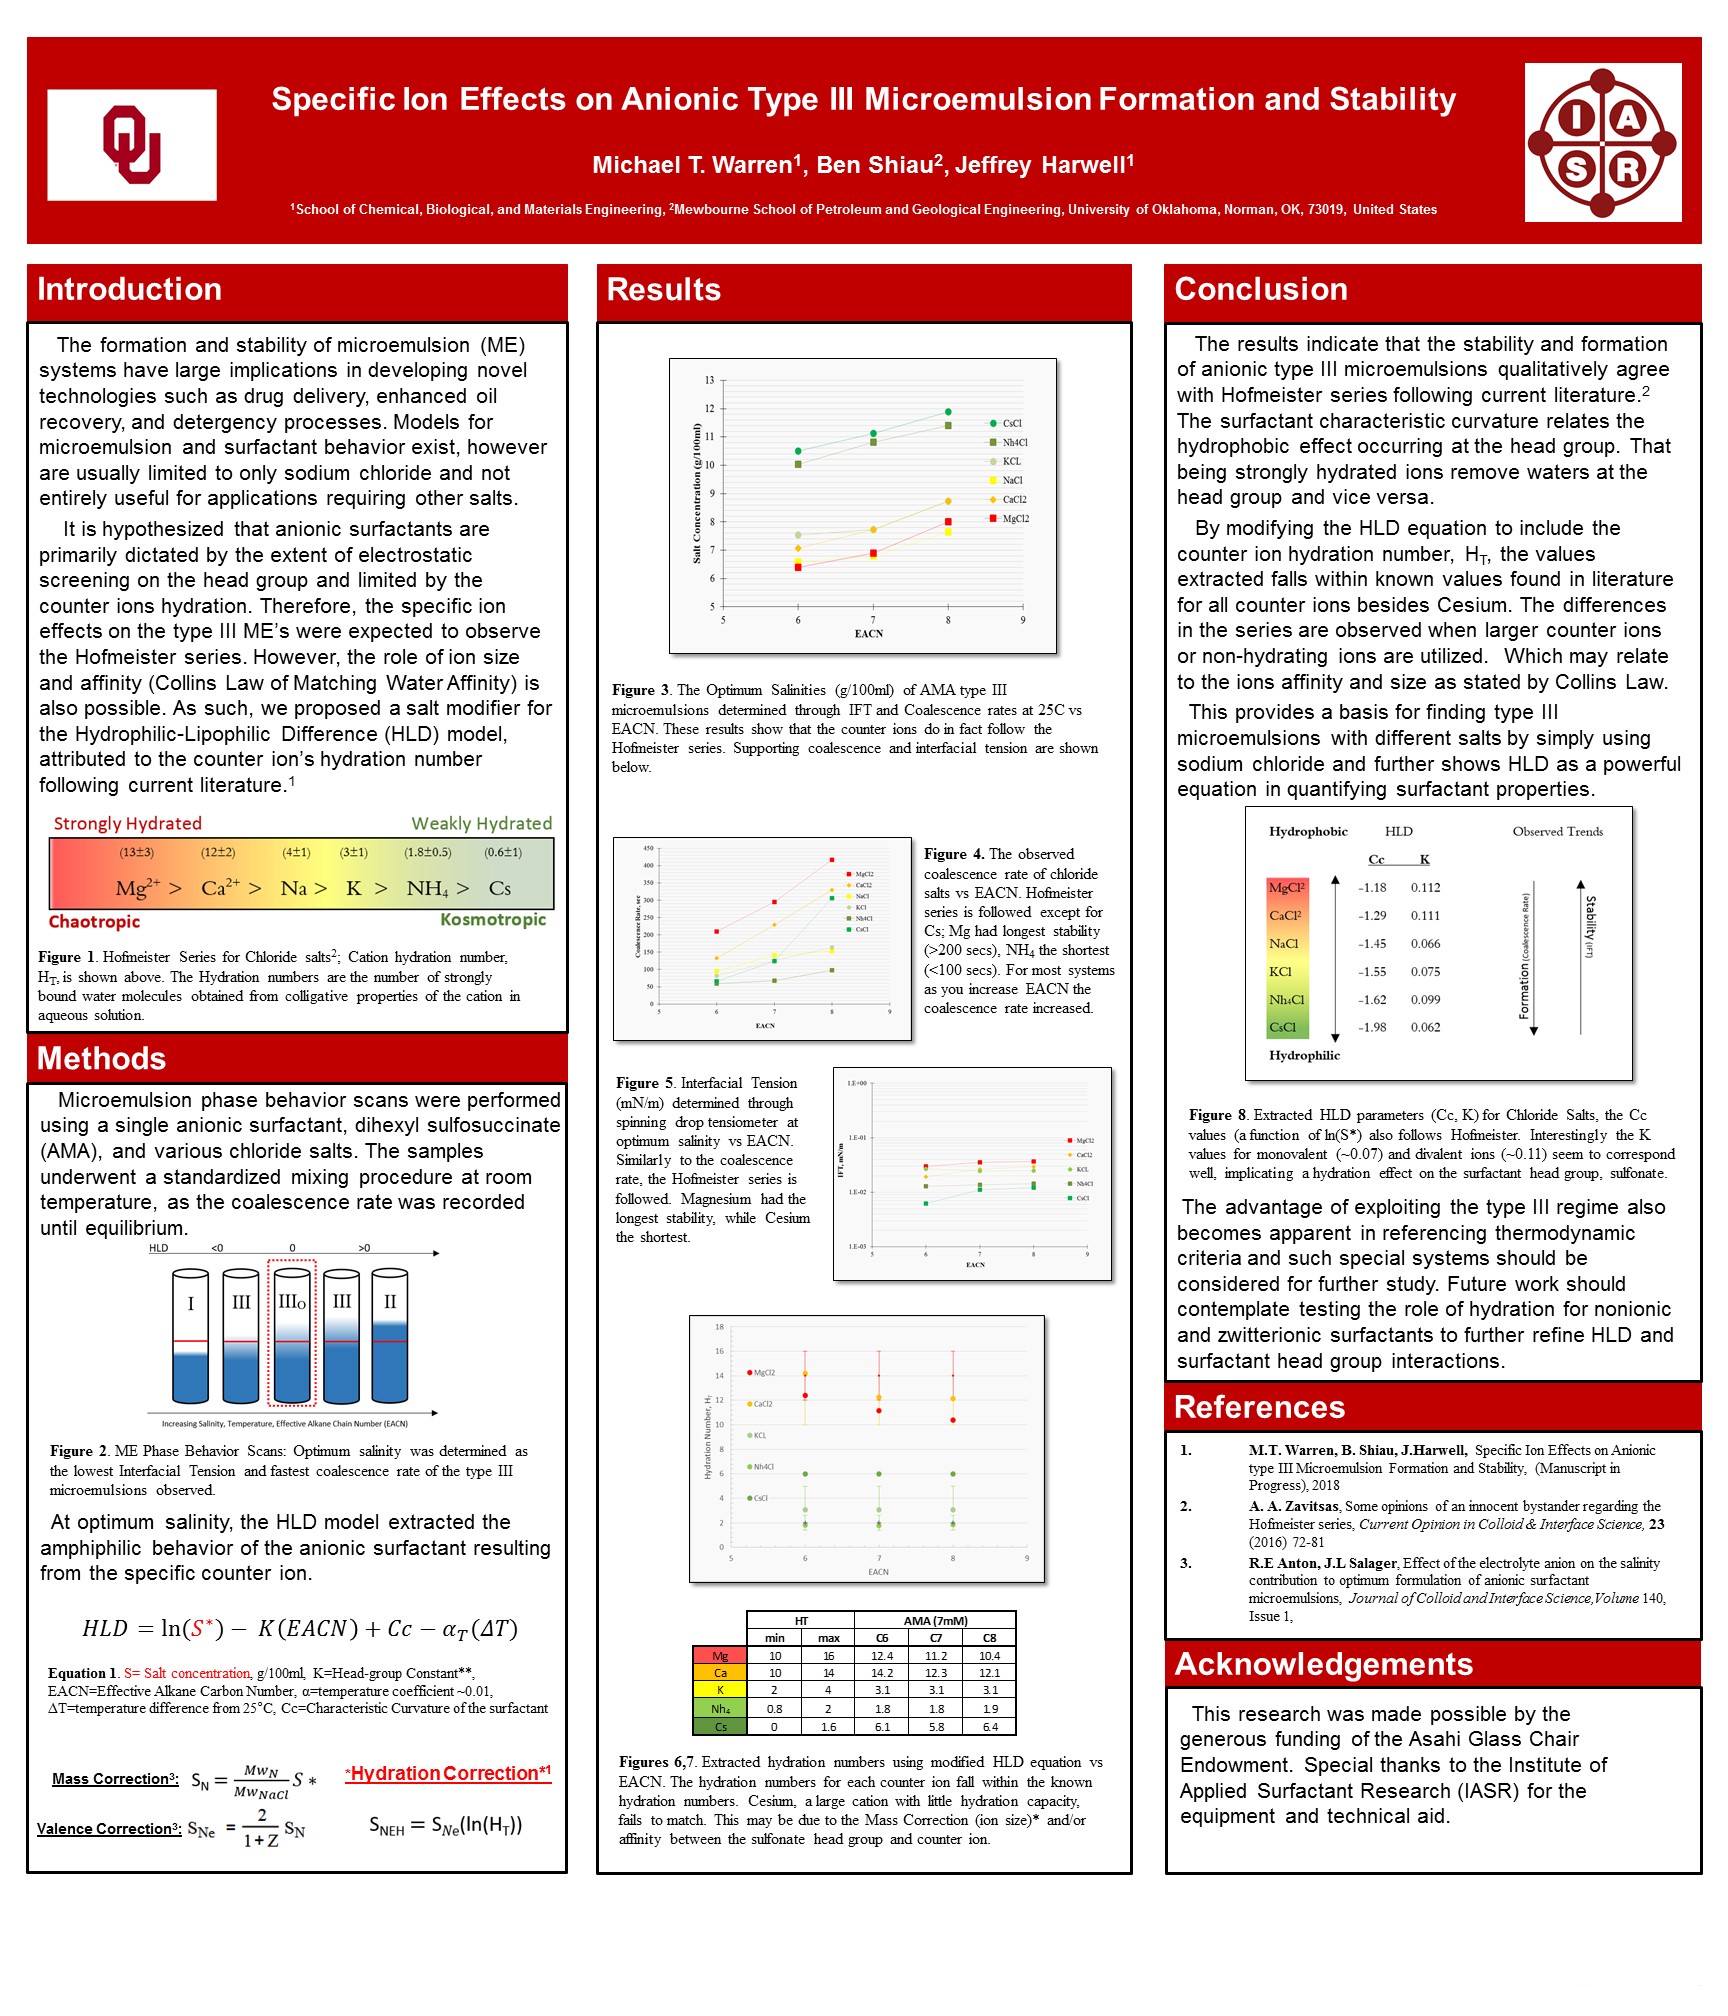 OU
Specific Ion Effects on Anionic Type III Microemulsion Formation and Stability
I A S R
Michael T. Warren1, Ben Shiau2, Jeffrey Harwell1
1School of Chemical, Biological, and Materials Engineering, 2Mewbourne School of Petroleum and Geological Engineering, University of Oklahoma, Norman, OK, 73019, United States
Introduction
The formation and stability of microemulsion (ME)
systems have large implications in developing novel
technologies such as drug delivery, enhanced oil
recovery, and detergency processes. Models for
microemulsion and surfactant behavior exist, however
are usually limited to only sodium chloride and not
entirely useful for applications requiring other salts.
It is hypothesized that anionic surfactants are
primarily dictated by the extent of electrostatic
screening on the head group and limited by the
counter ions hydration. Therefore, the specific ion
effects on the type III ME's were expected to observe
the Hofmeister series. However, the role of ion size
and affinity (Collins Law of Matching Water Affinity) is
also possible. As such, we proposed a salt modifier for
the Hydrophilic-Lipophilic Difference (HLD) model,
attributed to the counter ion's hydration number
following current literature.1
Strongly Hydrated Weakly Hydrated
(13±3) (12±2) (4±1) (3±1) (1.8±0.5) (0.6±1)
Mg2+ > Ca2+ > Na > K > NH4 > Cs
Chaotropic Kosmotropic
Figure 1. Hofmeister Series for Chloride salts2; Cation hydration number,
HT, is shown above. The Hydration numbers are the number of strongly
bound water molecules obtained from colligative properties of the cation in
aqueous solution.
Methods
Microemulsion phase behavior scans were performed
using a single anionic surfactant, dihexyl sulfosuccinate
(AMA), and various chloride salts. The samples
underwent a standardized mixing procedure at room
temperature, as the coalescence rate was recorded
until equilibrium.
HLD <0 0 >0
I III IIIO III II
Increasing Salinity, Temperature, Effective Alkane Chain Number (EACN)
Figure 2. ME Phase Behavior Scans: Optimum salinity was determined as
the lowest Interfacial Tension and fastest coalescence rate of the type III
microemulsions observed.
At optimum salinity, the HLD model extracted the
amphiphilic behavior of the anionic surfactant resulting
from the specific counter ion.
HLD = ln(S*) − K(EACN) + Cc − αT(ΔT)
Equation 1. S= Salt concentration, g/100ml, K=Head-group Constant**,
EACN=Effective Alkane Carbon Number, α=temperature coefficient ~0.01,
ΔT=temperature difference from 25°C, Cc=Characteristic Curvature of the surfactant
Mass Correction3: SN = MwN / MwNaCl S * *Hydration Correction*1
Valence Correction3: SNe = 2 / 1+Z SN SNEH = SNe(ln(HT))
Results
13
12
11
10
9
8
7
6
5
Salt Concentration (g/100ml)
CsCl
Nh4Cl
KCL
NaCl
CaCl2
MgCl2
5 6 7 8 9
EACN
Figure 3. The Optimum Salinities (g/100ml) of AMA type III
microemulsions determined through IFT and Coalescence rates at 25C vs
EACN. These results show that the counter ions do in fact follow the
Hofmeister series. Supporting coalescence and interfacial tension are shown
below.
450
400
350
300
250
200
150
100
50
0
Coalescence Rate, sec
MgCl2
CaCl2
NaCl
KCl
Nh4Cl
CsCl
5 6 7 8 9
EACN
Figure 4. The observed
coalescence rate of chloride
salts vs EACN. Hofmeister
series is followed except for
Cs; Mg had longest stability
(>200 secs), NH4 the shortest
(<100 secs). For most systems
as you increase EACN the
coalescence rate increased.
Figure 5. Interfacial Tension
(mN/m) determined through
spinning drop tensiometer at
optimum salinity vs EACN.
Similarly to the coalescence
rate, the Hofmeister series is
followed. Magnesium had the
longest stability, while Cesium
the shortest.
1.E+00
1.E-01
1.E-02
1.E-03
IFT, mN/m
MgCl2
CaCl2
KCL
Nh4Cl
CsCl
5 6 7 8 9
EACN
18
16
14
12
10
8
6
4
2
0
Hydration Number, HT
MgCl2
CaCl2
KCL
Nh4Cl
CsCl
5 6 7 8 9
EACN
HT AMA (7mM)
min max C6 C7 C8
Mg 10 16 12.4 11.2 10.4
Ca 10 14 14.2 12.3 12.1
K 2 4 3.1 3.1 3.1
Nh4 0.8 2 1.8 1.8 1.9
Cs 0 1.6 6.1 5.8 6.4
Figures 6,7. Extracted hydration numbers using modified HLD equation vs
EACN. The hydration numbers for each counter ion fall within the known
hydration numbers. Cesium, a large cation with little hydration capacity,
fails to match. This may be due to the Mass Correction (ion size)* and/or
affinity between the sulfonate head group and counter ion.
Conclusion
The results indicate that the stability and formation
of anionic type III microemulsions qualitatively agree
with Hofmeister series following current literature.2
The surfactant characteristic curvature relates the
hydrophobic effect occurring at the head group. That
being strongly hydrated ions remove waters at the
head group and vice versa.
By modifying the HLD equation to include the
counter ion hydration number, HT, the values
extracted falls within known values found in literature
for all counter ions besides Cesium. The differences
in the series are observed when larger counter ions
or non-hydrating ions are utilized. Which may relate
to the ions affinity and size as stated by Collins Law.
This provides a basis for finding type III
microemulsions with different salts by simply using
sodium chloride and further shows HLD as a powerful
equation in quantifying surfactant properties.
Hydrophobic HLD Observed Trends
Cc K
MgCl2 -1.18 0.112
CaCl2 -1.29 0.111
NaCl -1.45 0.066
KCl -1.55 0.075
Nh4Cl -1.62 0.099
CsCl -1.98 0.062
Hydrophilic
Formation (Coalescence Rate)
Stability (IFT)
Figure 8. Extracted HLD parameters (Cc, K) for Chloride Salts, the Cc
values (a function of ln(S*) also follows Hofmeister. Interestingly the K
values for monovalent (~0.07) and divalent ions (~0.11) seem to correspond
well, implicating a hydration effect on the surfactant head group, sulfonate.
The advantage of exploiting the type III regime also
becomes apparent in referencing thermodynamic
criteria and such special systems should be
considered for further study. Future work should
contemplate testing the role of hydration for nonionic
and zwitterionic surfactants to further refine HLD and
surfactant head group interactions.
References
1. M.T. Warren, B. Shiau, J.Harwell, Specific Ion Effects on Anionic
type III Microemulsion Formation and Stability, (Manuscript in
Progress), 2018
2. A. A. Zavitsas, Some opinions of an innocent bystander regarding the
Hofmeister series, Current Opinion in Colloid & Interface Science, 23
(2016) 72-81
3. R.E Anton, J.L Salager, Effect of the electrolyte anion on the salinity
contribution to optimum formulation of anionic surfactant
microemulsions, Journal of Colloid and Interface Science,Volume 140,
Issue 1,
Acknowledgements
This research was made possible by the
generous funding of the Asahi Glass Chair
Endowment. Special thanks to the Institute of
Applied Surfactant Research (IASR) for the
equipment and technical aid.